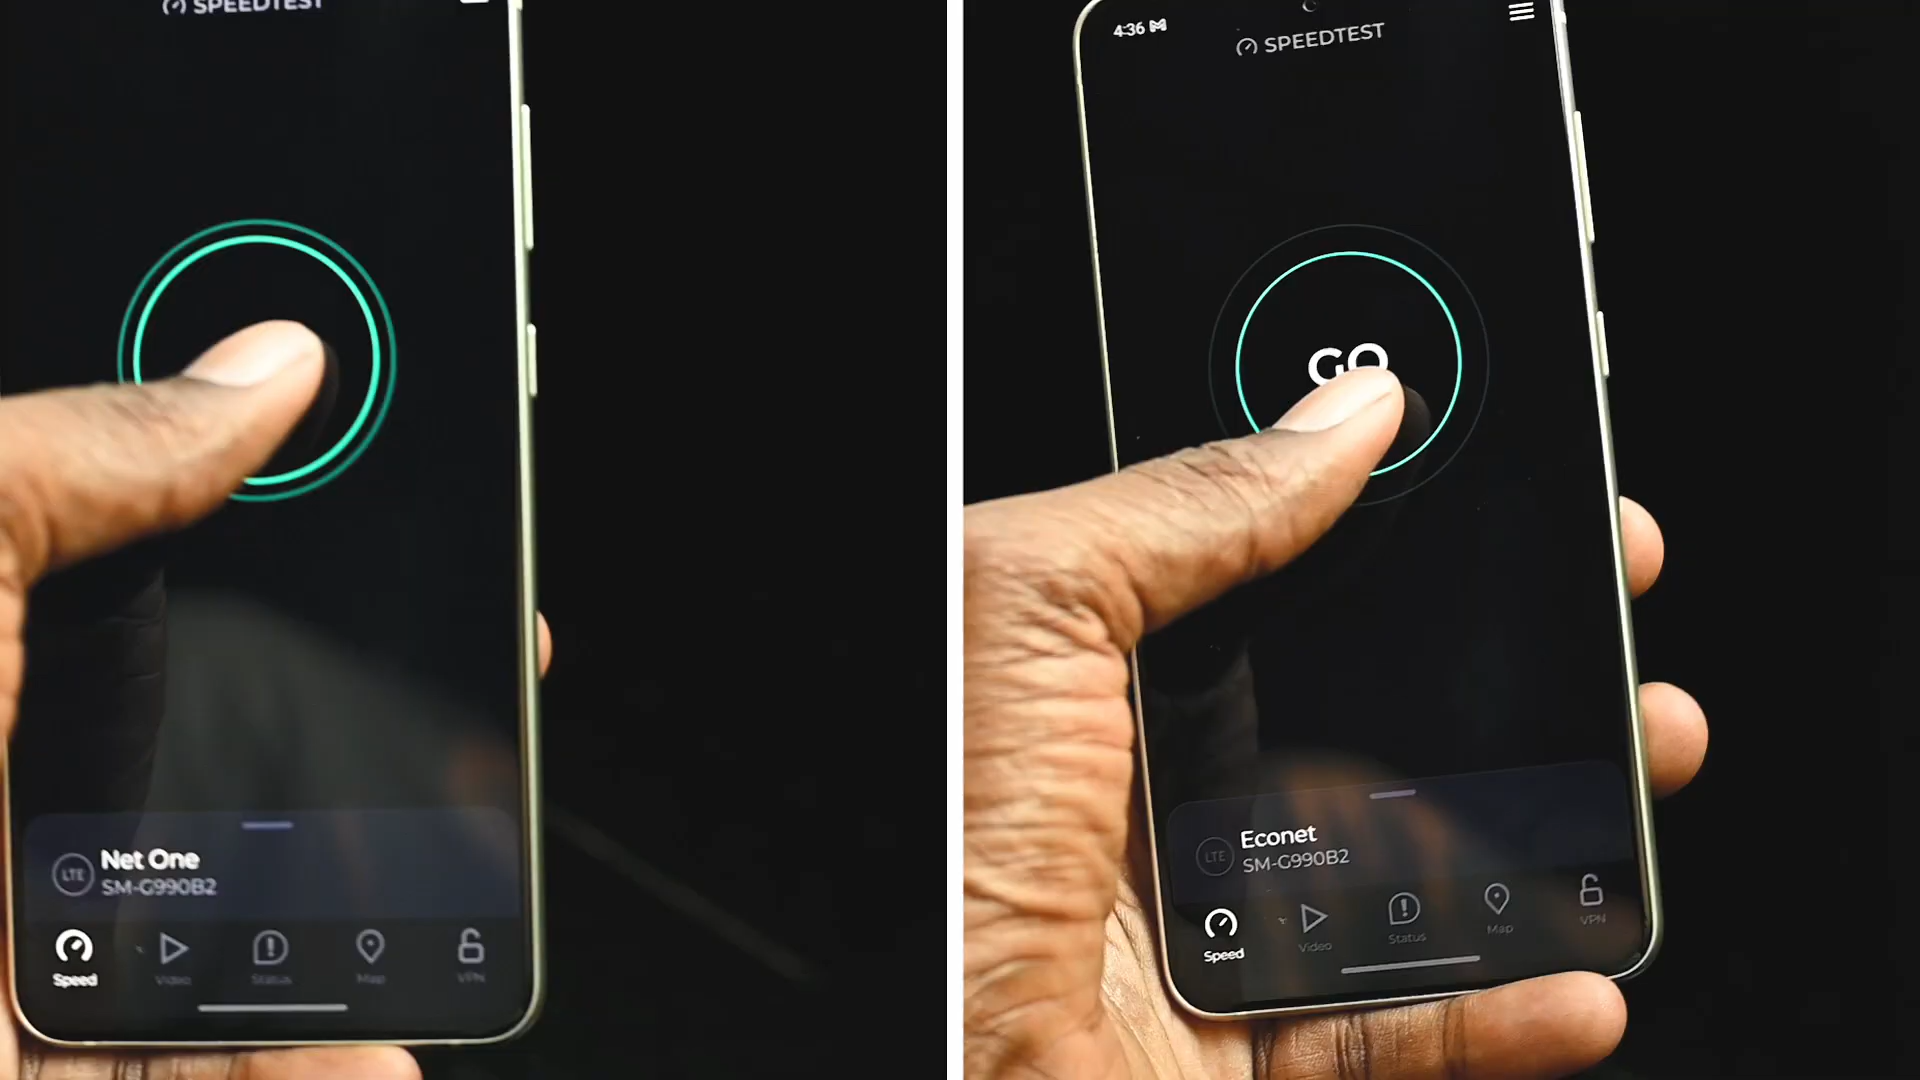 SPEEDTEST
LTE
Net One
SM-G990B2
Speed
Video
Status
Map
VPN
4:36
SPEEDTEST
GO
LTE
Econet
SM-G990B2
Speed
Video
Status
Map
VPN